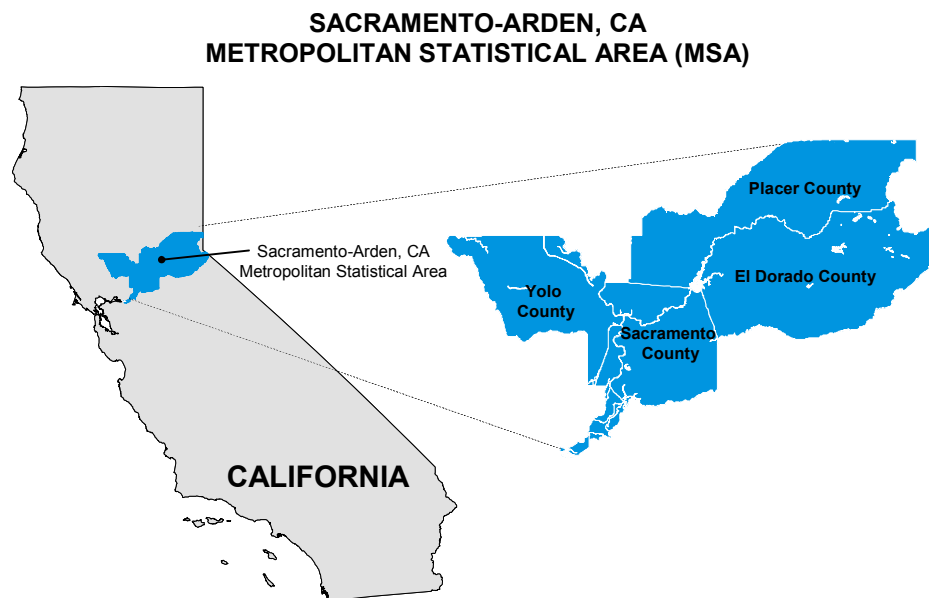 SACRAMENTO-ARDEN, CA
METROPOLITAN STATISTICAL AREA (MSA)
Placer County
Sacramento-Arden, CA
Metropolitan Statistical Area
El Dorado County
Yolo
County
Sacramento
County
CALIFORNIA